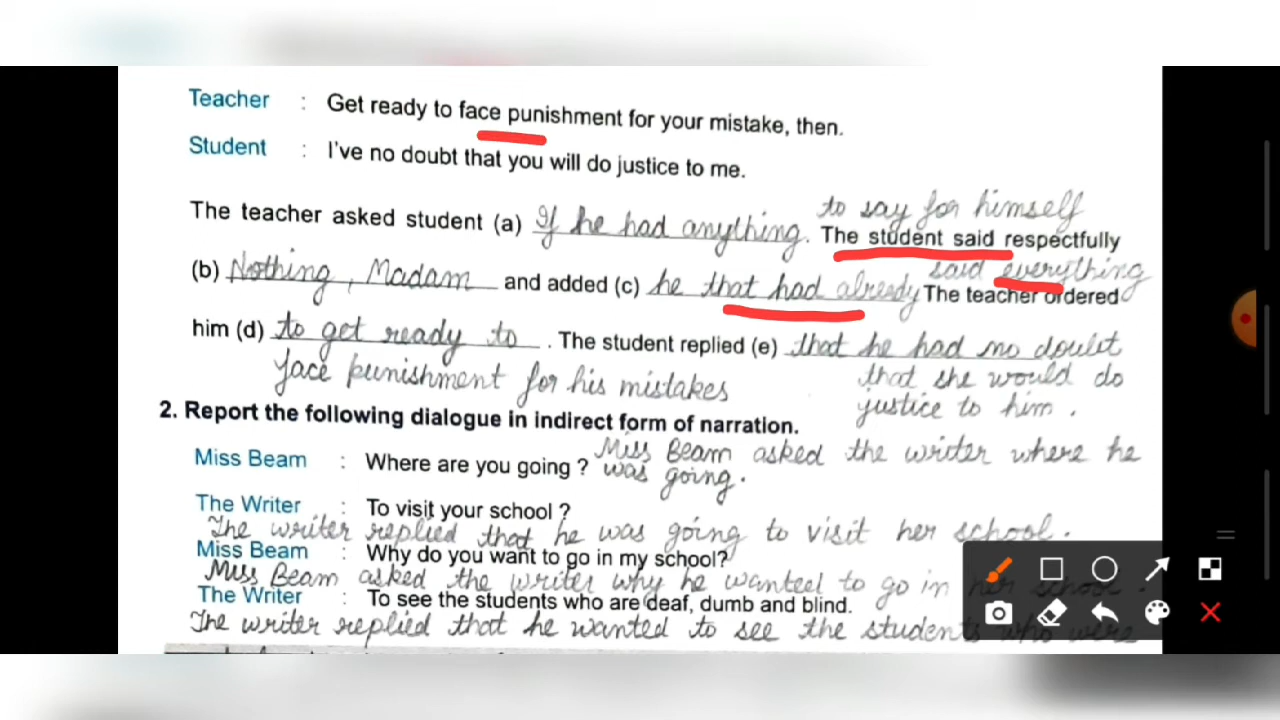 Teacher : Get ready to face punishment for your mistake, then.
Student : I've no doubt that you will do justice to me.
to say for himself
The teacher asked student (a) If he had anything. The student said respectfully
said everything
(b) Nothing, Madam and added (c) he that had already The teacher ordered
him (d) to get ready to . The student replied (e) that he had no doubt
face punishment for his mistakes that she would do
justice to him .
2. Report the following dialogue in indirect form of narration.
Miss Beam : Where are you going ? Miss Beam asked the writer where he
was going.
The Writer : To visit your school ?
The writer replied that he was going to visit her school.
Miss Beam : Why do you want to go in my school?
Miss Beam asked the writer why he wanted to go in her school.
The Writer : To see the students who are deaf, dumb and blind.
The writer replied that he wanted to see the students who were